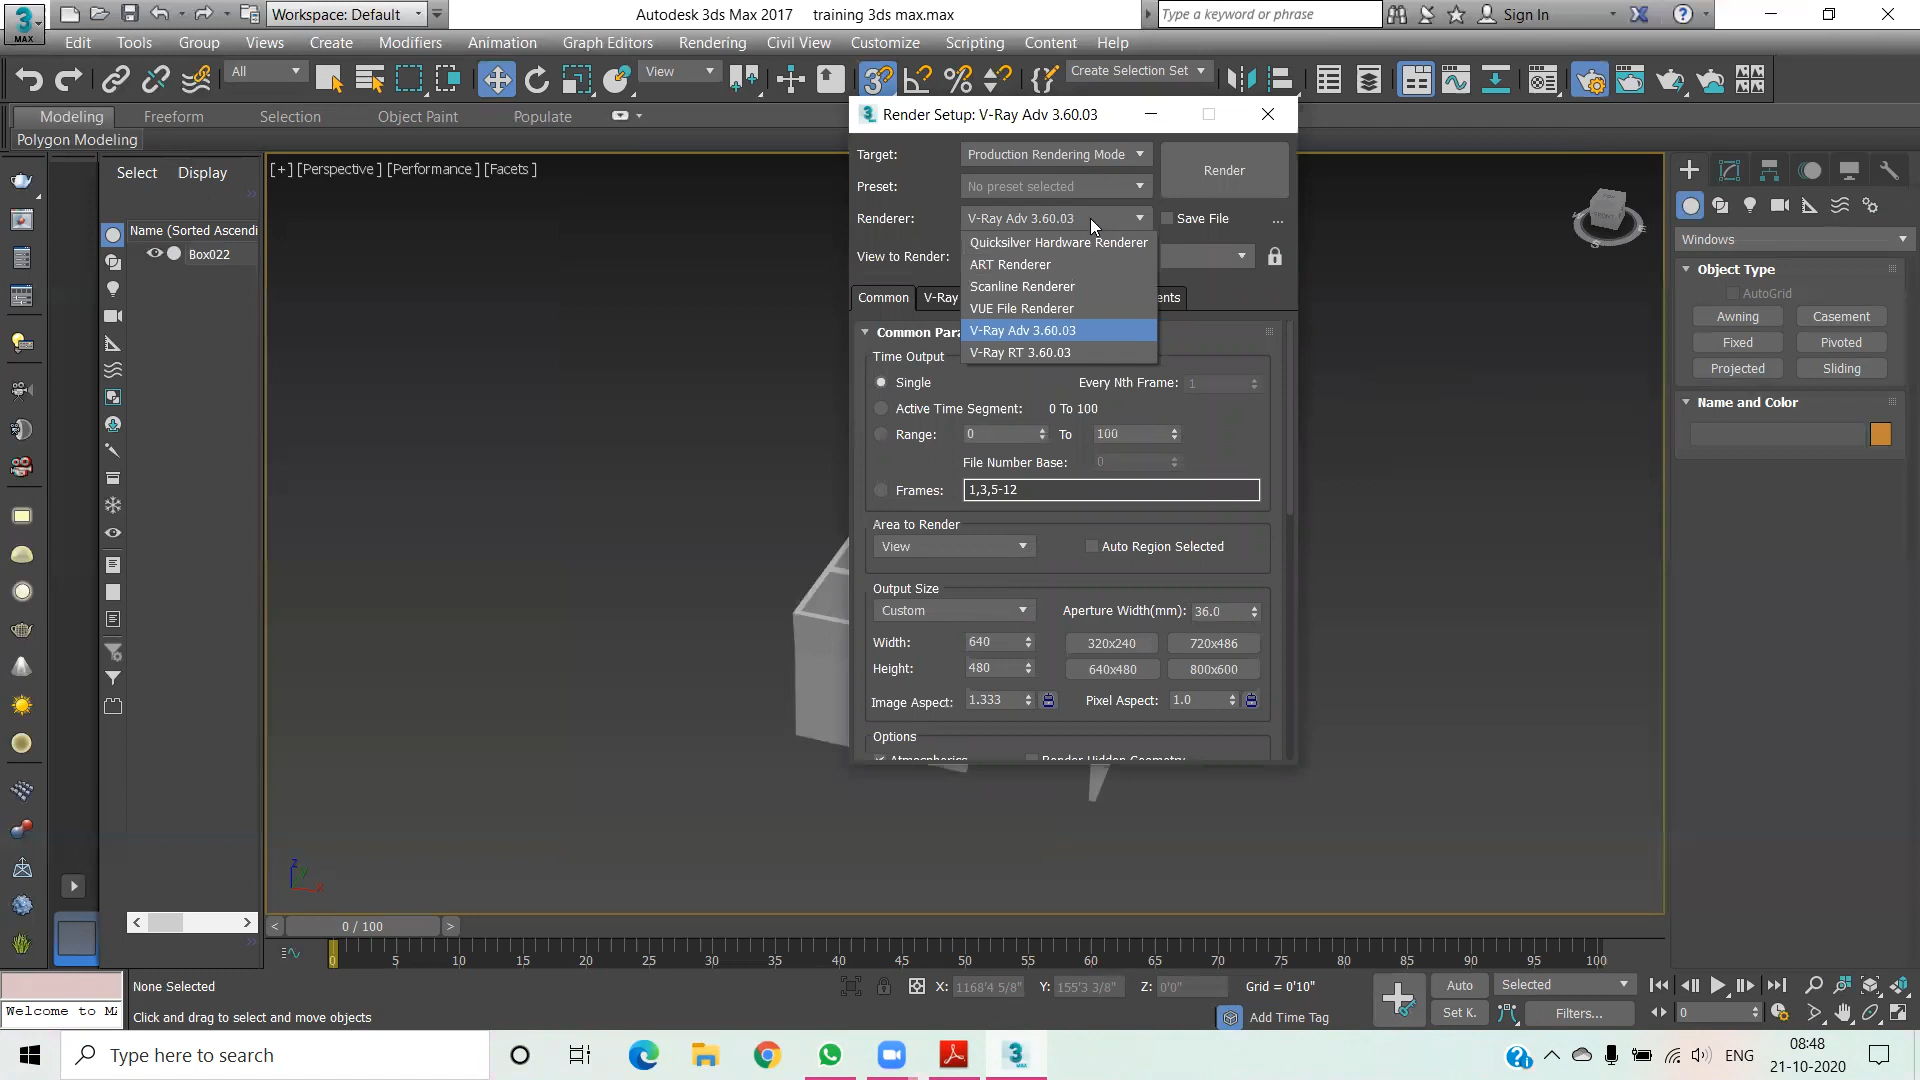 3 Workspace: Default Autodesk 3ds Max 2017 training 3ds max.max Type a keyword or phrase Sign In
MAX
Edit Tools Group Views Create Modifiers Animation Graph Editors Rendering Civil View Customize Scripting Content Help
All View Create Selection Set
Modeling Freeform Selection Object Paint Populate
Polygon Modeling
Select Display
Name (Sorted Ascendi
Box022
[+] [Perspective ] [Performance ] [Facets ]
Render Setup: V-Ray Adv 3.60.03
Target: Production Rendering Mode
Render
Preset: No preset selected
Renderer: V-Ray Adv 3.60.03 Save File ...
View to Render:
Quicksilver Hardware Renderer
ART Renderer
Scanline Renderer
VUE File Renderer
V-Ray Adv 3.60.03
V-Ray RT 3.60.03
Common V-Ray ents
Common Para
Time Output
Single Every Nth Frame: 1
Active Time Segment: 0 To 100
Range: 0 To 100
File Number Base: 0
Frames: 1,3,5-12
Area to Render
View Auto Region Selected
Output Size
Custom Aperture Width(mm): 36.0
Width: 640 320x240 720x486
Height: 480 640x480 800x600
Image Aspect: 1.333 Pixel Aspect: 1.0
Options
Atmospherics Render Hidden Geometry
Windows
Object Type
AutoGrid
Awning Casement
Fixed Pivoted
Projected Sliding
Name and Color
0 / 100
0 5 10 15 20 25 30 35 40 45 50 55 60 65 70 75 80 85 90 95 100
None Selected X: 1168'4 5/8" Y: 155'3 3/8" Z: 0'0" Grid = 0'10" Auto Selected
Welcome to MA Click and drag to select and move objects Add Time Tag Set K. Filters... 0
Type here to search
ENG 08:48
21-10-2020